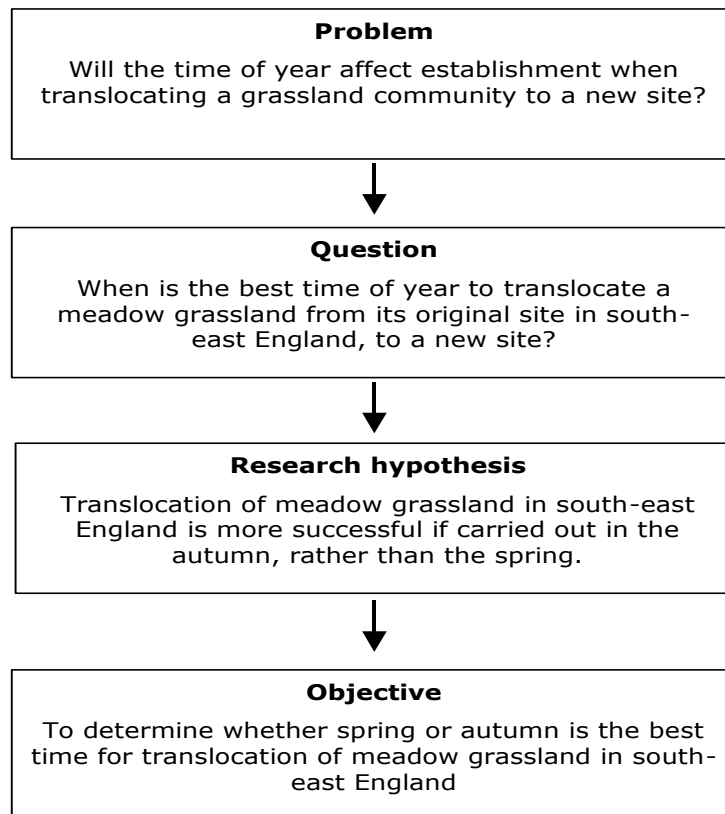 Problem
Will the time of year affect establishment when
translocating a grassland community to a new site?
Question
When is the best time of year to translocate a
meadow grassland from its original site in south-
east England, to a new site?
Research hypothesis
Translocation of meadow grassland in south-east
England is more successful if carried out in the
autumn, rather than the spring.
Objective
To determine whether spring or autumn is the best
time for translocation of meadow grassland in south-
east England